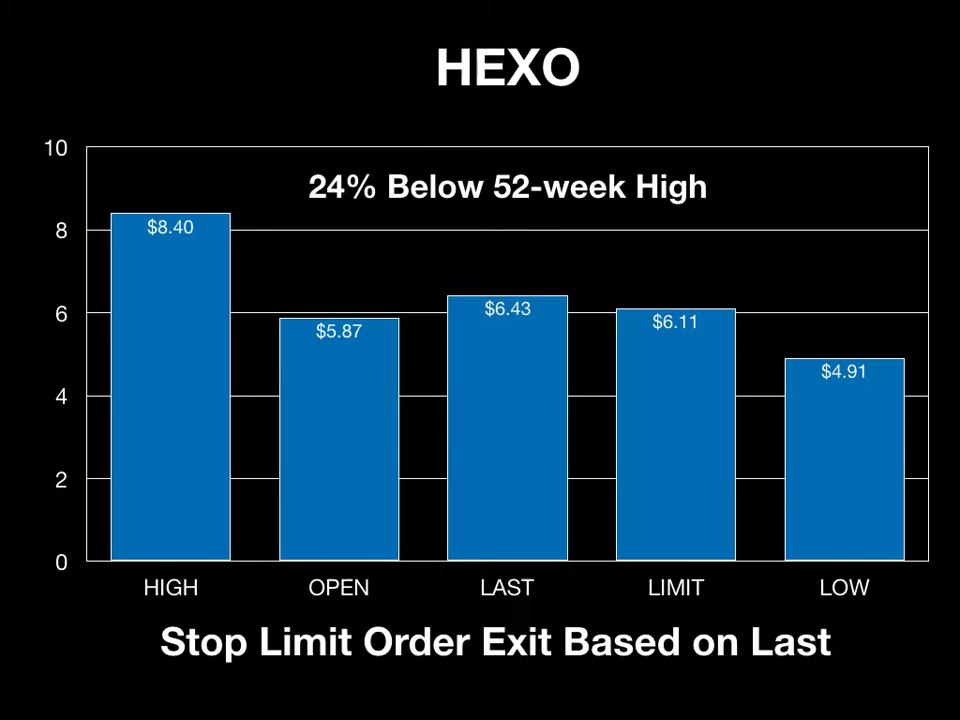 HEXO
10
24% Below 52-week High
8
$8.40
6
$5.87
$6.43
$6.11
$4.91
4
2
0
HIGH OPEN LAST LIMIT LOW
Stop Limit Order Exit Based on Last